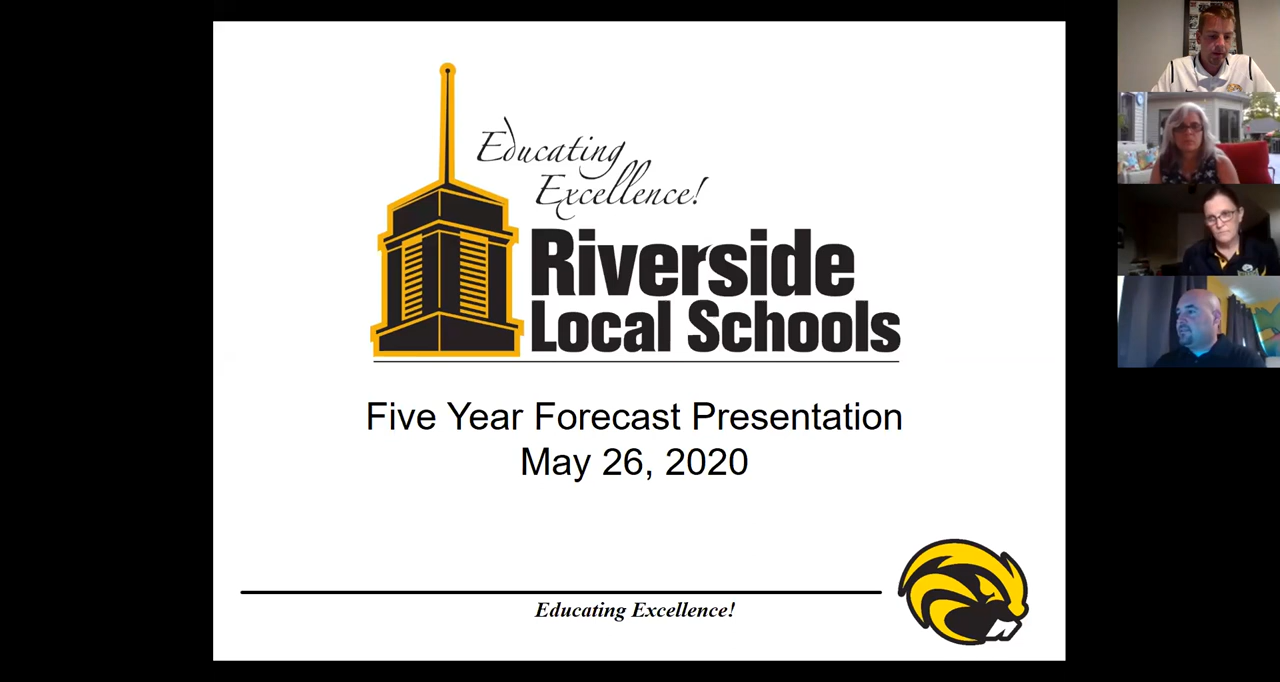 Educating
Excellence!
Riverside
Local Schools
Five Year Forecast Presentation
May 26, 2020
Educating Excellence!